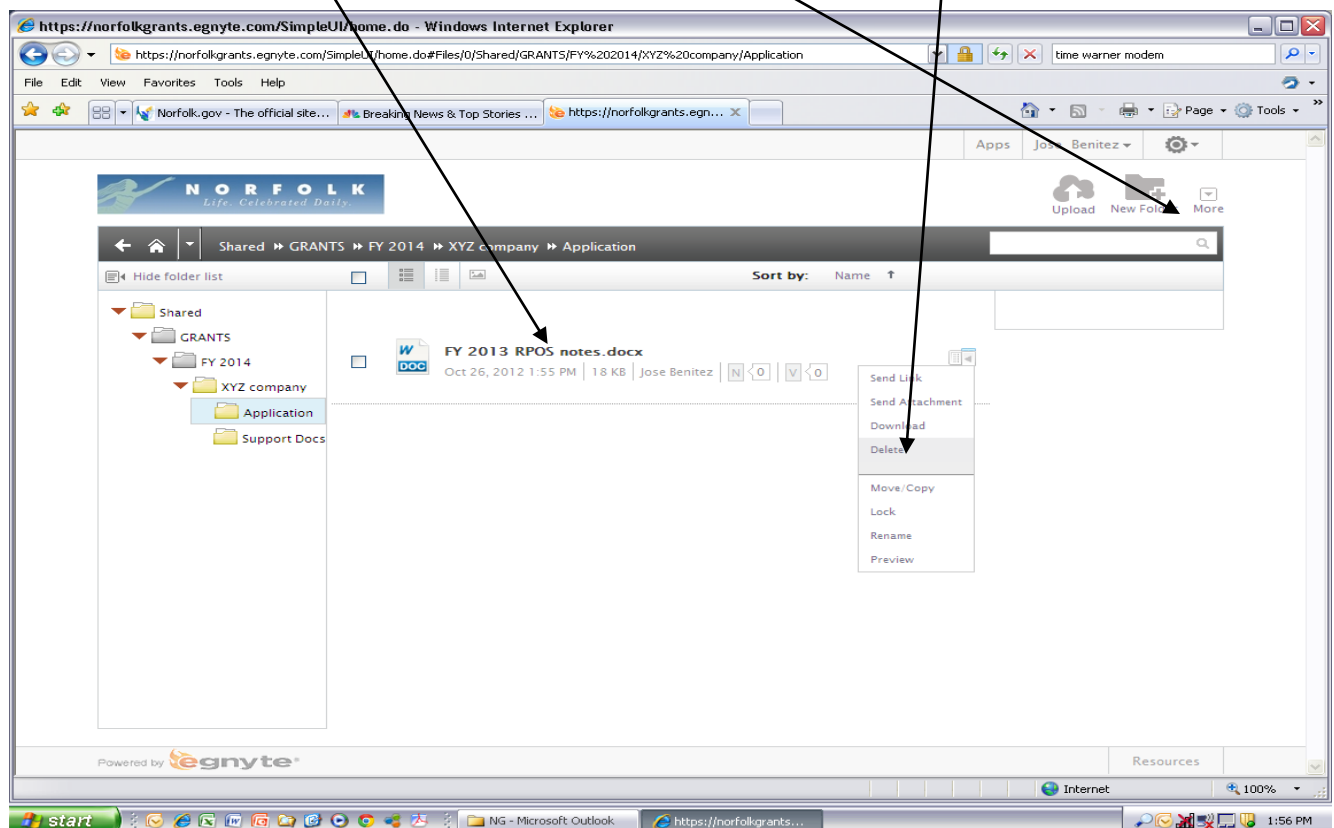 https://norfolkgrants.egnyte.com/SimpleUI/home.do - Windows Internet Explorer
https://norfolkgrants.egnyte.com/SimpleUI/home.do#Files/0/Shared/GRANTS/FY%202014/XYZ%20company/Application time warner modem
File Edit View Favorites Tools Help
Norfolk.gov - The official site... Breaking News & Top Stories ... https://norfolkgrants.egn... X Page Tools
Apps Jose Benitez
NORFOLK
Life. Celebrated Daily.
Upload New Folder More
Shared » GRANTS » FY 2014 » XYZ company » Application
Hide folder list Sort by: Name ↑
Shared
GRANTS
FY 2014
XYZ company
Application
Support Docs
W DOC FY 2013 RPOS notes.docx
Oct 26, 2012 1:55 PM | 18 KB | Jose Benitez | N 0 | V 0
Send Link
Send Attachment
Download
Delete
Move/Copy
Lock
Rename
Preview
Powered by egnyte Resources
Internet 100%
start NG - Microsoft Outlook https://norfolkgrants... 1:56 PM